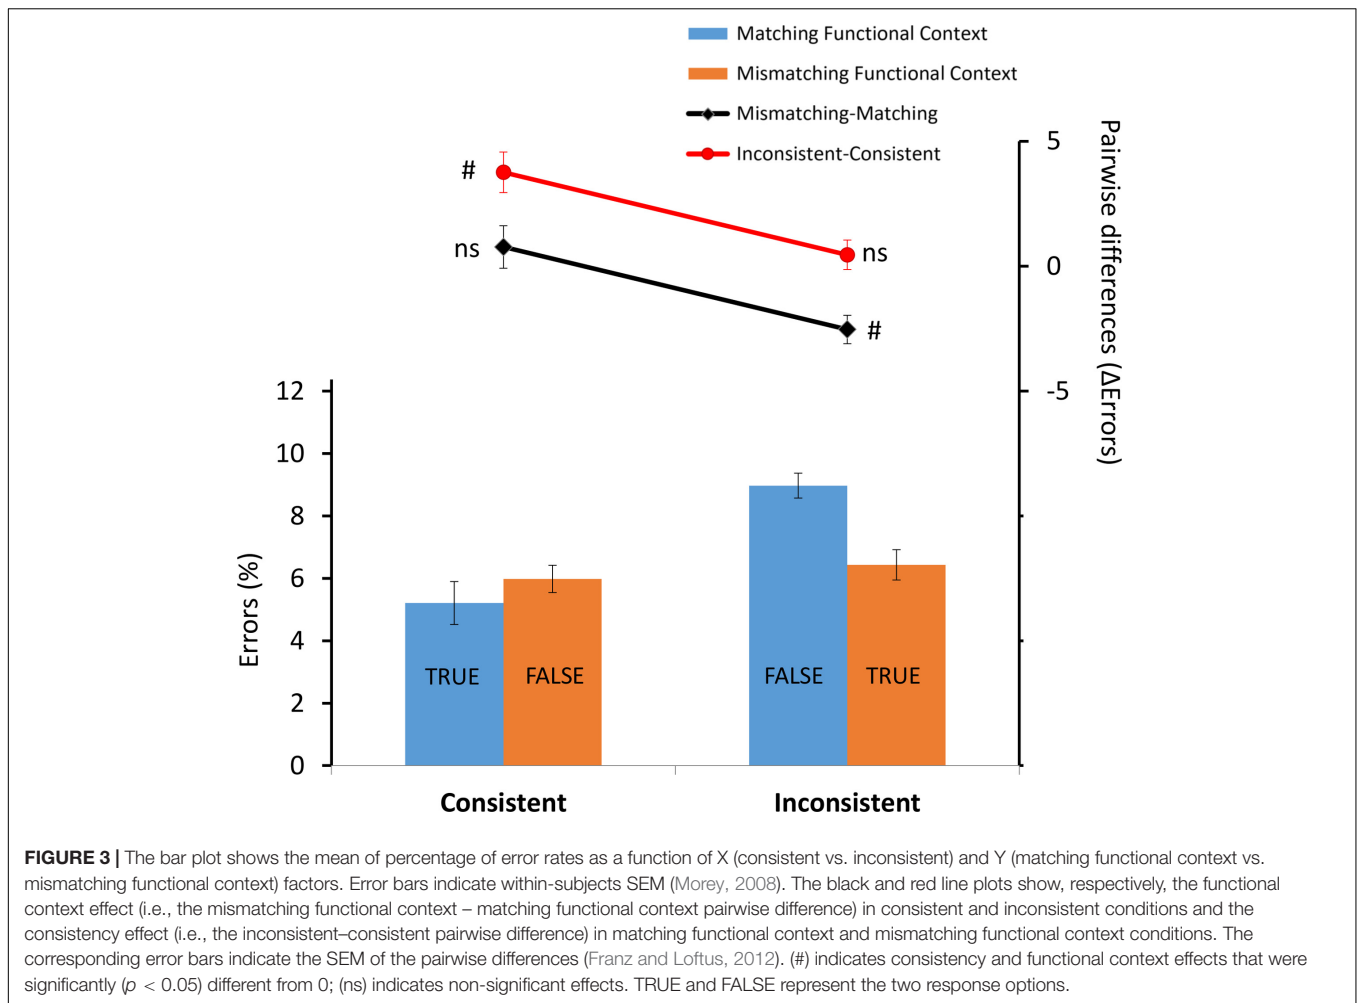 Matching Functional Context
Mismatching Functional Context
Mismatching-Matching
Inconsistent-Consistent
5
0
-5
Pairwise differences (ΔErrors)
#
ns
ns
#
12
10
8
6
4
2
0
Errors (%)
TRUE
FALSE
FALSE
TRUE
Consistent
Inconsistent
FIGURE 3 | The bar plot shows the mean of percentage of error rates as a function of X (consistent vs. inconsistent) and Y (matching functional context vs.
mismatching functional context) factors. Error bars indicate within-subjects SEM (Morey, 2008). The black and red line plots show, respectively, the functional
context effect (i.e., the mismatching functional context – matching functional context pairwise difference) in consistent and inconsistent conditions and the
consistency effect (i.e., the inconsistent–consistent pairwise difference) in matching functional context and mismatching functional context conditions. The
corresponding error bars indicate the SEM of the pairwise differences (Franz and Loftus, 2012). (#) indicates consistency and functional context effects that were
significantly (p < 0.05) different from 0; (ns) indicates non-significant effects. TRUE and FALSE represent the two response options.